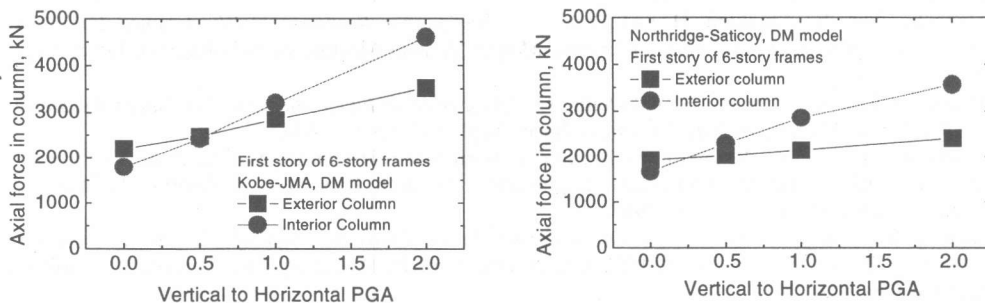 5000
4000
3000
2000
1000
0
Axial force in column, kN
First story of 6-story frames
Kobe-JMA, DM model
Exterior Column
Interior Column
0.0 0.5 1.0 1.5 2.0
Vertical to Horizontal PGA
5000
4000
3000
2000
1000
0
Axial force in column, kN
Northridge-Saticoy, DM model
First story of 6-story frames
Exterior column
Interior column
0.0 0.5 1.0 1.5 2.0
Vertical to Horizontal PGA